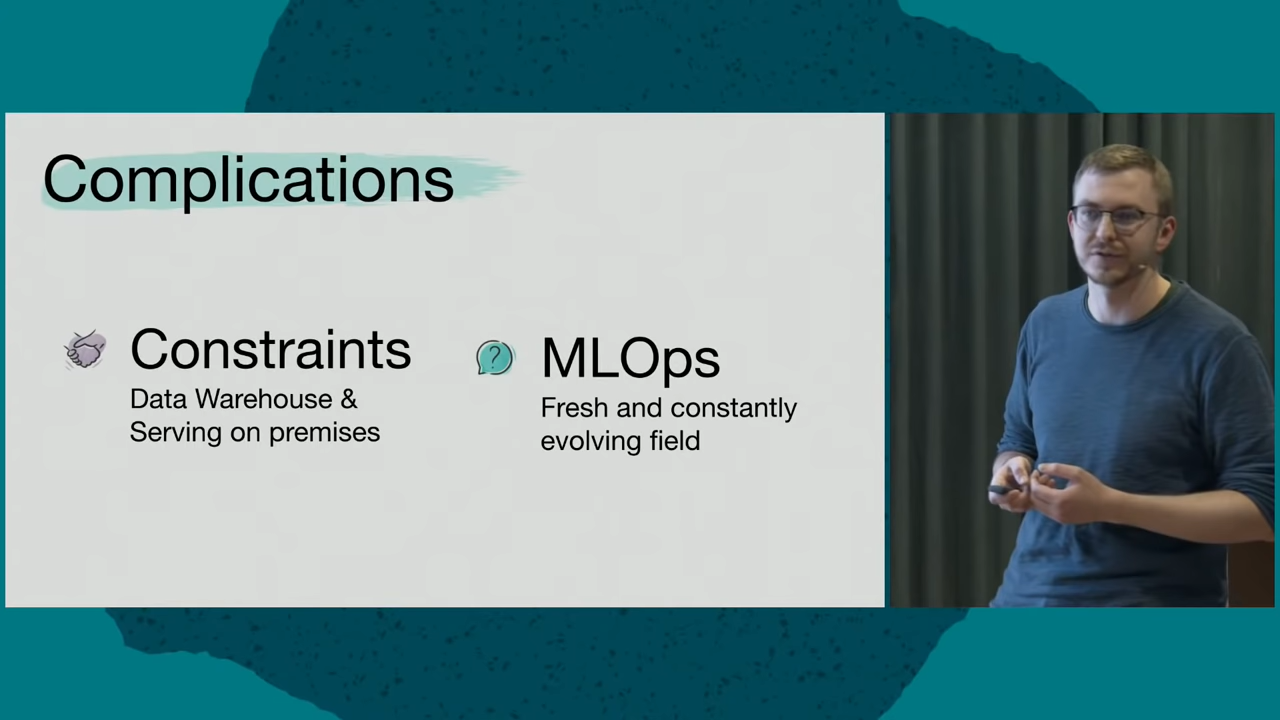 Complications
Constraints
Data Warehouse &
Serving on premises
?
MLOps
Fresh and constantly
evolving field